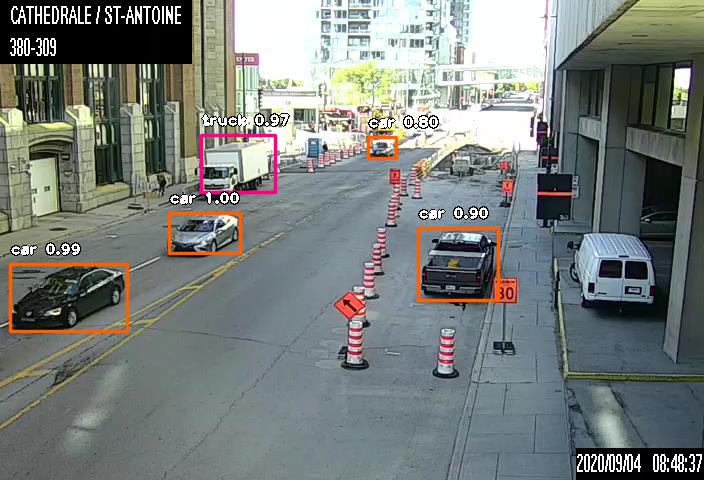 CATHEDRALE / ST-ANTOINE
380-309
truck 0.97
car 0.80
car 1.00
car 0.90
car 0.99
30
2020/09/04 08:48:37